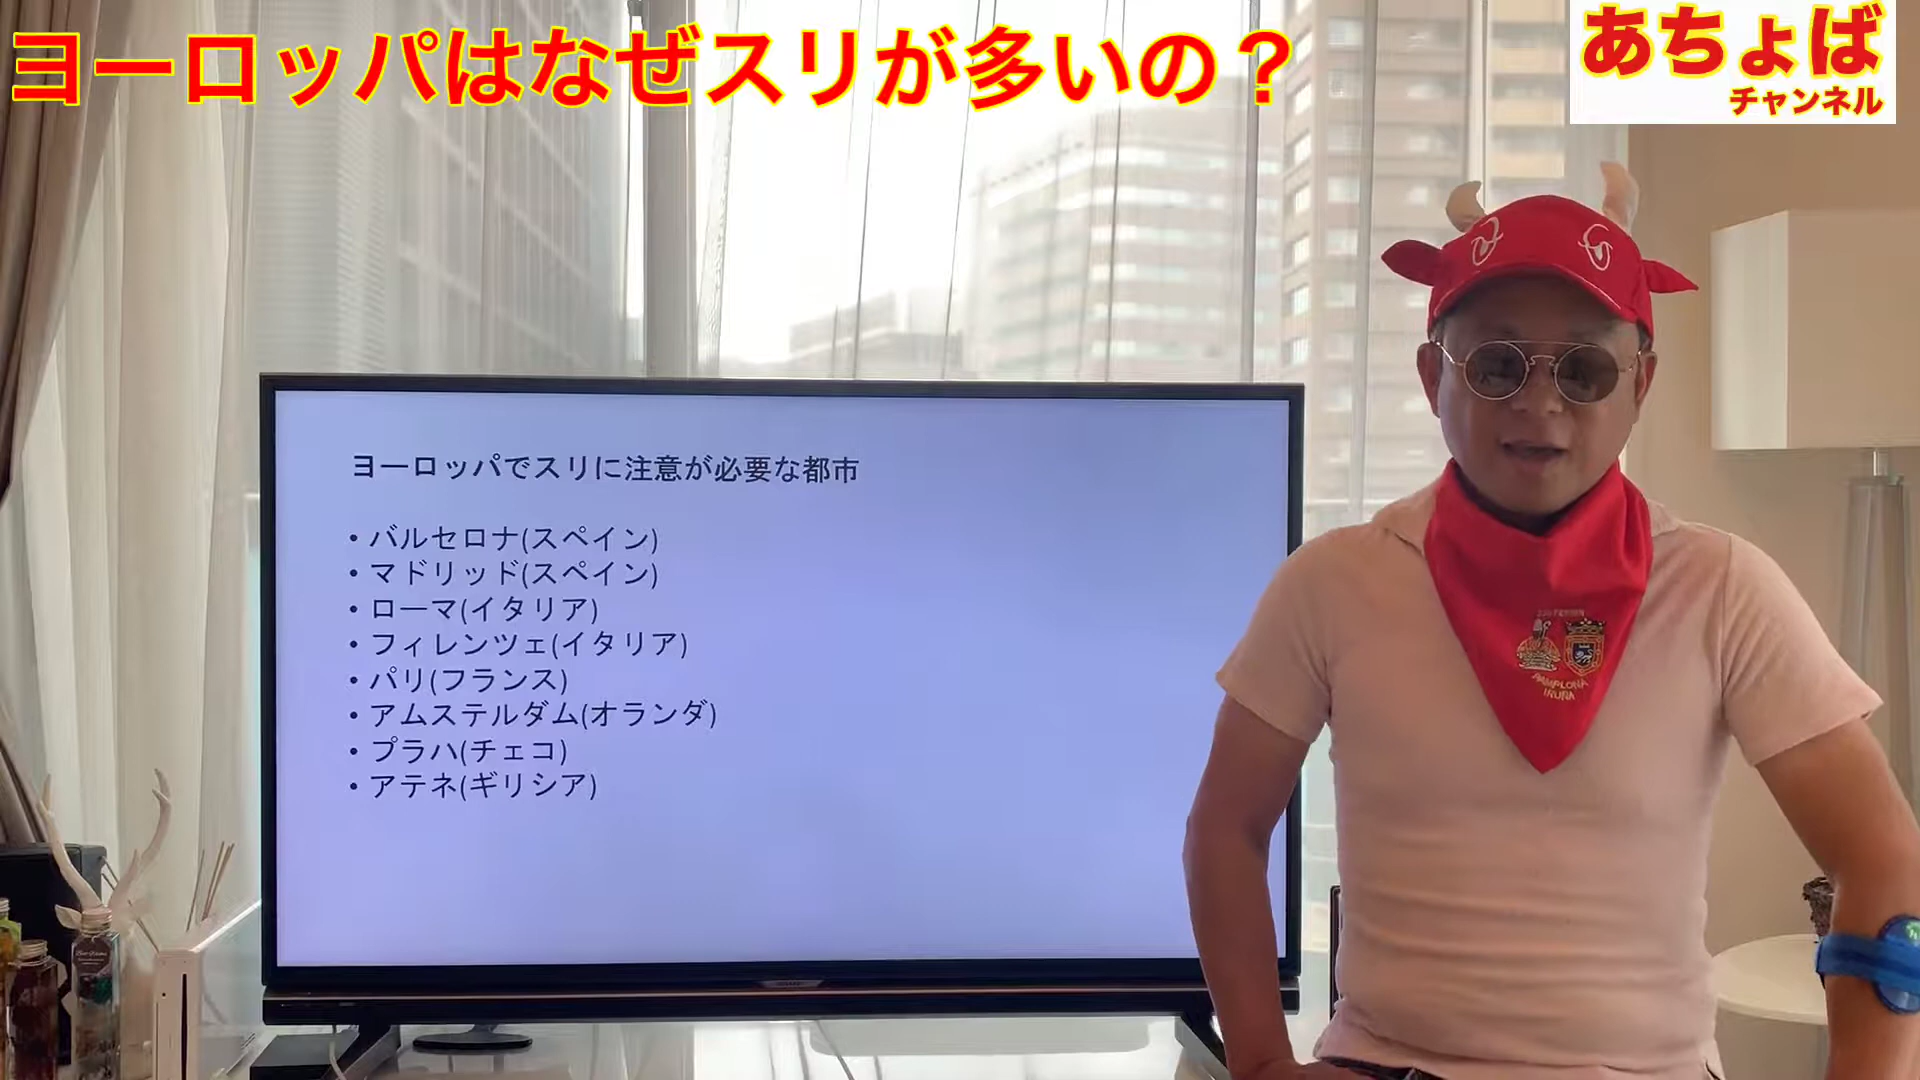 ヨーロッパはなぜスリが多いの？
あちょば
チャンネル
ヨーロッパでスリに注意が必要な都市
• バルセロナ(スペイン)
• マドリッド(スペイン)
• ローマ(イタリア)
• フィレンツェ(イタリア)
• パリ(フランス)
• アムステルダム(オランダ)
• プラハ(チェコ)
• アテネ(ギリシア)
PAMPLONA
IRUÑA